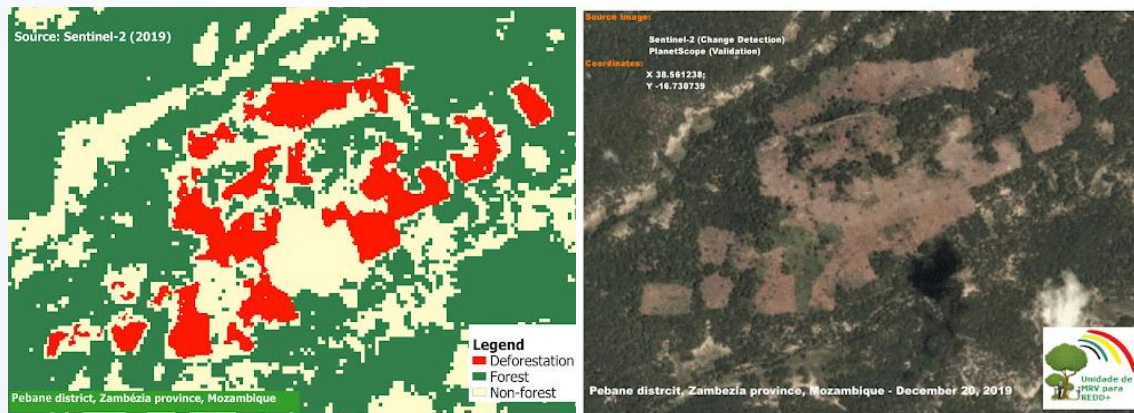 Source: Sentinel-2 (2019)
Legend
Deforestation
Forest
Non-forest
Pebane district, Zambézia province, Mozambique
Source Image:
Sentinel-2 (Change Detection)
PlanetScope (Validation)
Coordinates:
X 38.561238;
Y -16.730739
Pebane distrcit, Zambezia province, Mozambique - December 20, 2019
Unidade de
MRV para
REDD+